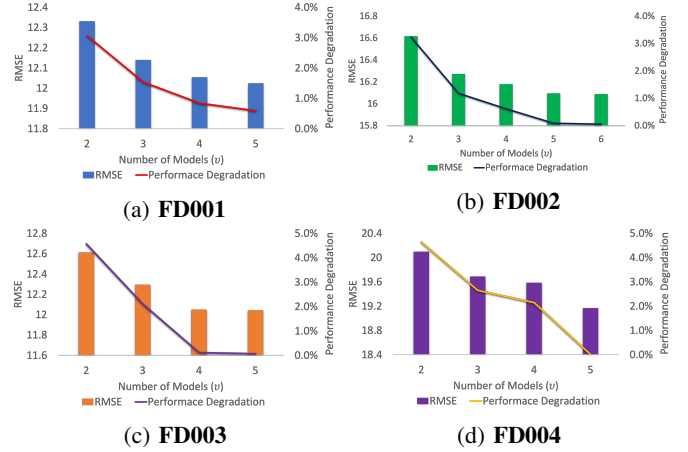 12.4
12.3
12.2
12.1
12
11.9
11.8
RMSE
4.0%
3.0%
2.0%
1.0%
0.0%
Performance Degradation
2 3 4 5
Number of Models (υ)
RMSE Performace Degradation
(a) FD001
16.8
16.6
16.4
16.2
16
15.8
RMSE
4.0%
3.0%
2.0%
1.0%
0.0%
Performance Degradation
2 3 4 5 6
Number of Models (υ)
RMSE Performace Degradation
(b) FD002
12.8
12.6
12.4
12.2
12
11.8
11.6
RMSE
5.0%
4.0%
3.0%
2.0%
1.0%
0.0%
Performance Degradation
2 3 4 5
Number of Models (υ)
RMSE Performace Degradation
(c) FD003
20.4
20
19.6
19.2
18.8
18.4
RMSE
5.0%
4.0%
3.0%
2.0%
1.0%
0.0%
Performance Degradation
2 3 4 5
Number of Models (υ)
RMSE Performace Degradation
(d) FD004